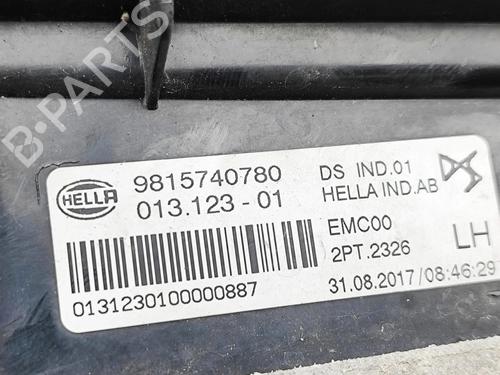 B-PARTS
HELLA
9815740780
013.123-01
DS IND.01
HELLA IND.AB
EMC00
2PT.2326
LH
0131230100000887
31.08.2017/08:46:29